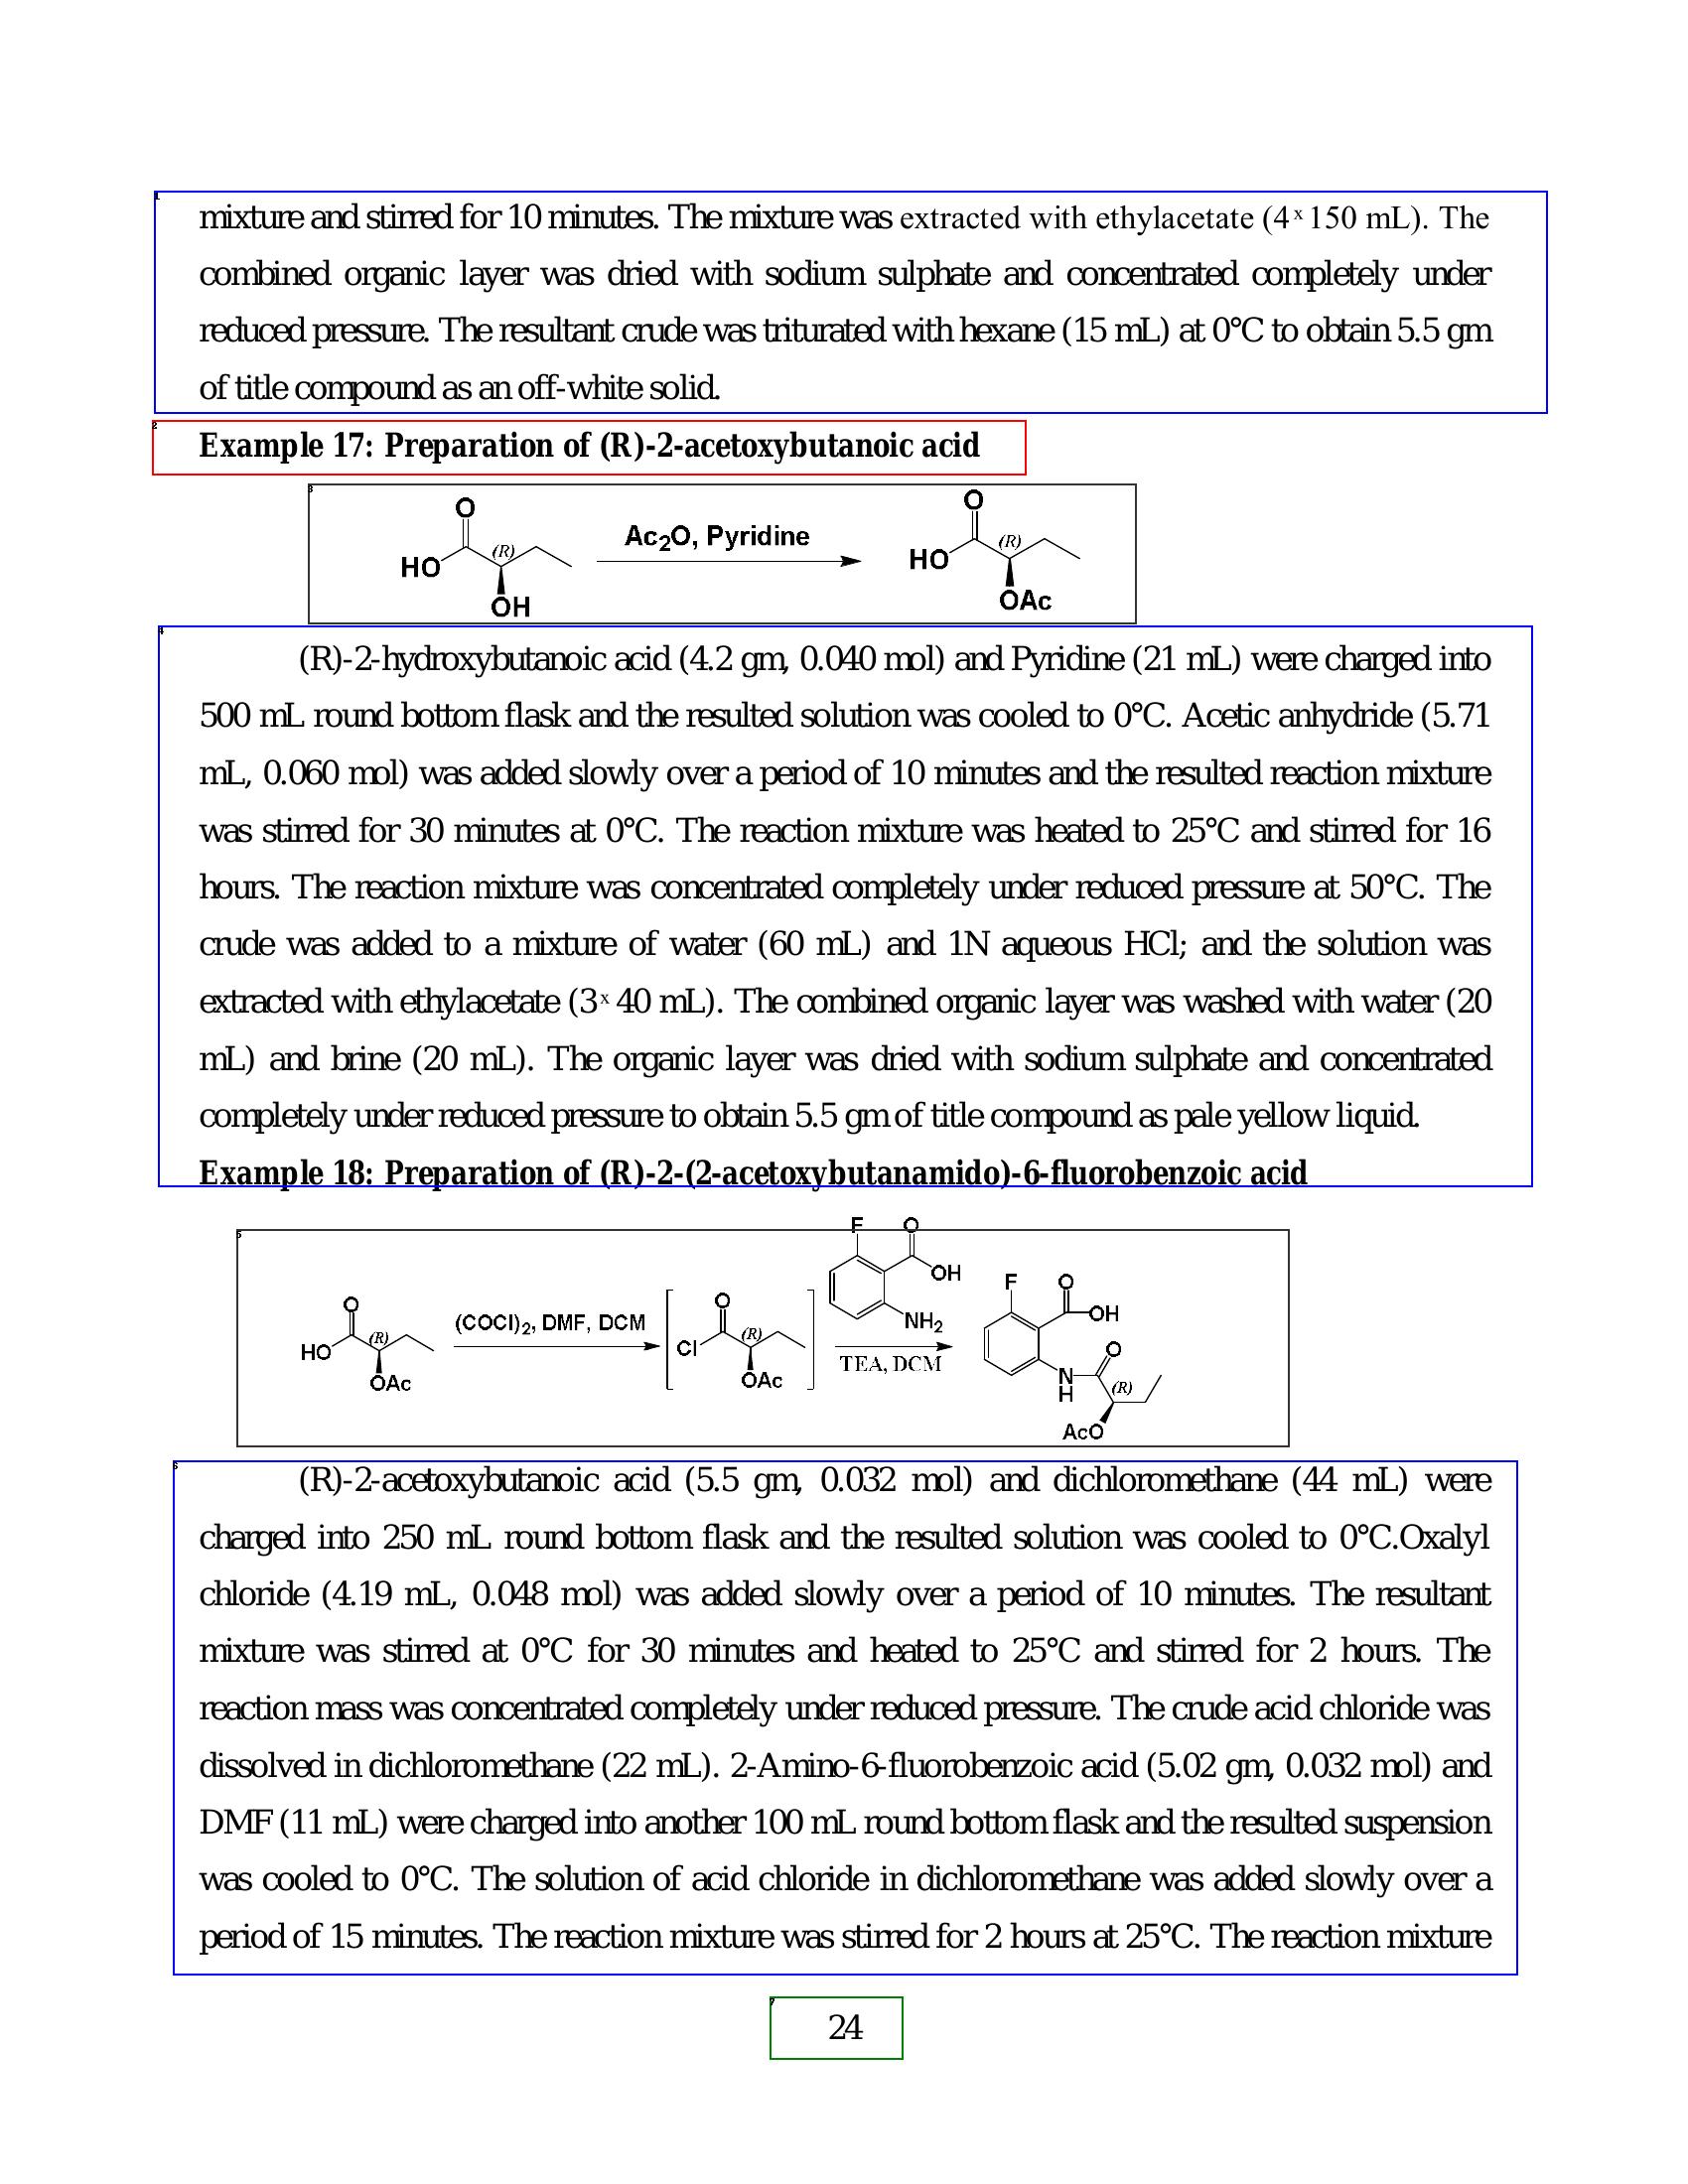 1
mixture and stirred for 10 minutes. The mixture was extracted with ethylacetate (4ˣ150 mL). The
combined organic layer was dried with sodium sulphate and concentrated completely under
reduced pressure. The resultant crude was triturated with hexane (15 mL) at 0°C to obtain 5.5 gm
of title compound as an off-white solid.
2
Example 17: Preparation of (R)-2-acetoxybutanoic acid
3
O O
(R) Ac₂O, Pyridine (R)
HO HO
OH OAc
4
(R)-2-hydroxybutanoic acid (4.2 gm, 0.040 mol) and Pyridine (21 mL) were charged into
500 mL round bottom flask and the resulted solution was cooled to 0°C. Acetic anhydride (5.71
mL, 0.060 mol) was added slowly over a period of 10 minutes and the resulted reaction mixture
was stirred for 30 minutes at 0°C. The reaction mixture was heated to 25°C and stirred for 16
hours. The reaction mixture was concentrated completely under reduced pressure at 50°C. The
crude was added to a mixture of water (60 mL) and 1N aqueous HCl; and the solution was
extracted with ethylacetate (3ˣ 40 mL). The combined organic layer was washed with water (20
mL) and brine (20 mL). The organic layer was dried with sodium sulphate and concentrated
completely under reduced pressure to obtain 5.5 gm of title compound as pale yellow liquid.
Example 18: Preparation of (R)-2-(2-acetoxybutanamido)-6-fluorobenzoic acid
5
F O
OH
NH₂
O (R) HO OAc
(COCl)₂, DMF, DCM
O (R) Cl OAc
TEA, DCM
F O
OH
O
N
H
(R)
AcO
6
(R)-2-acetoxybutanoic acid (5.5 gm, 0.032 mol) and dichloromethane (44 mL) were
charged into 250 mL round bottom flask and the resulted solution was cooled to 0°C.Oxalyl
chloride (4.19 mL, 0.048 mol) was added slowly over a period of 10 minutes. The resultant
mixture was stirred at 0°C for 30 minutes and heated to 25°C and stirred for 2 hours. The
reaction mass was concentrated completely under reduced pressure. The crude acid chloride was
dissolved in dichloromethane (22 mL). 2-Amino-6-fluorobenzoic acid (5.02 gm, 0.032 mol) and
DMF (11 mL) were charged into another 100 mL round bottom flask and the resulted suspension
was cooled to 0°C. The solution of acid chloride in dichloromethane was added slowly over a
period of 15 minutes. The reaction mixture was stirred for 2 hours at 25°C. The reaction mixture
7
24